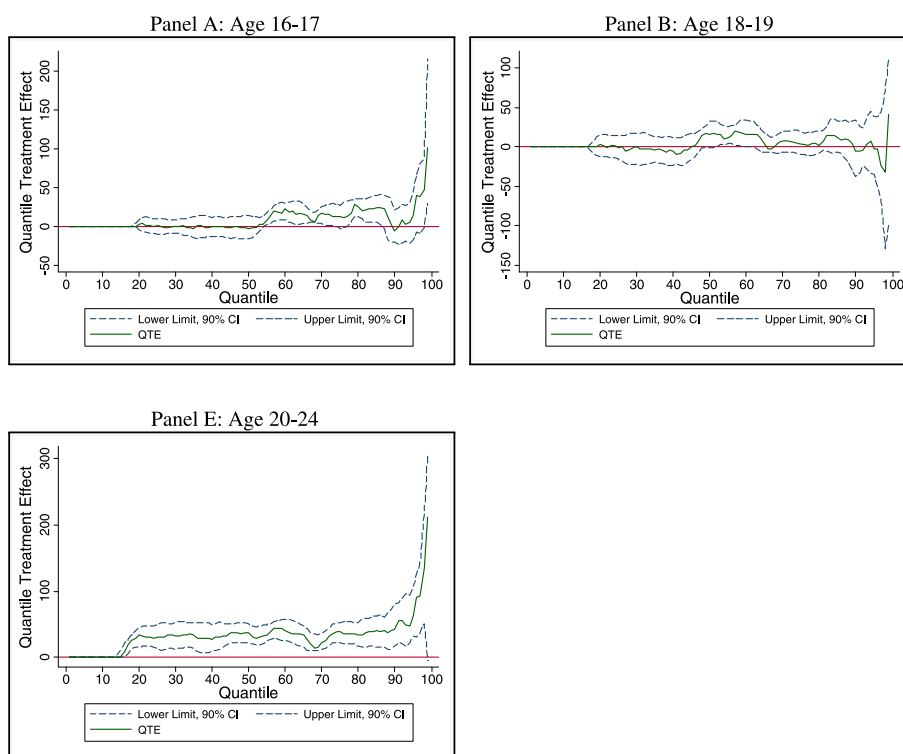 Panel A: Age 16-17
Quantile Treatment Effect
200
150
100
50
0
-50
0 10 20 30 40 50 60 70 80 90 100
Quantile
Lower Limit, 90% CI Upper Limit, 90% CI
QTE
Panel B: Age 18-19
Quantile Treatment Effect
100
50
0
-50
-100
-150
0 10 20 30 40 50 60 70 80 90 100
Quantile
Lower Limit, 90% CI Upper Limit, 90% CI
QTE
Panel E: Age 20-24
Quantile Treatment Effect
300
200
100
0
0 10 20 30 40 50 60 70 80 90 100
Quantile
Lower Limit, 90% CI Upper Limit, 90% CI
QTE